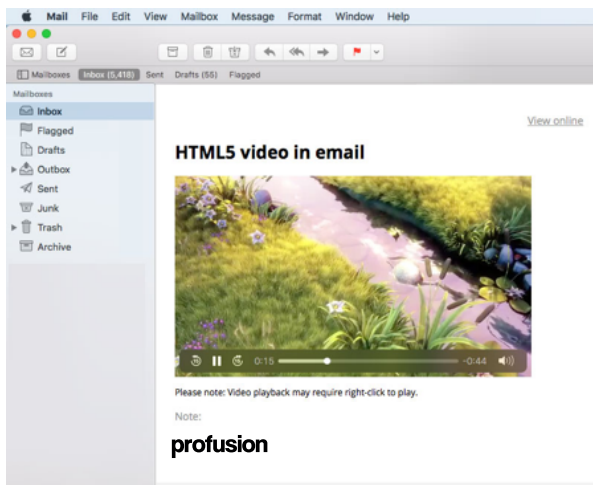 Mail File Edit View Mailbox Message Format Window Help
Mailboxes Inbox (5,418) Sent Drafts (55) Flagged
Mailboxes
Inbox
Flagged
Drafts
Outbox
Sent
Junk
Trash
Archive
View online
HTML5 video in email
0:15 -0:44
Please note: Video playback may require right-click to play.
Note:
profusion